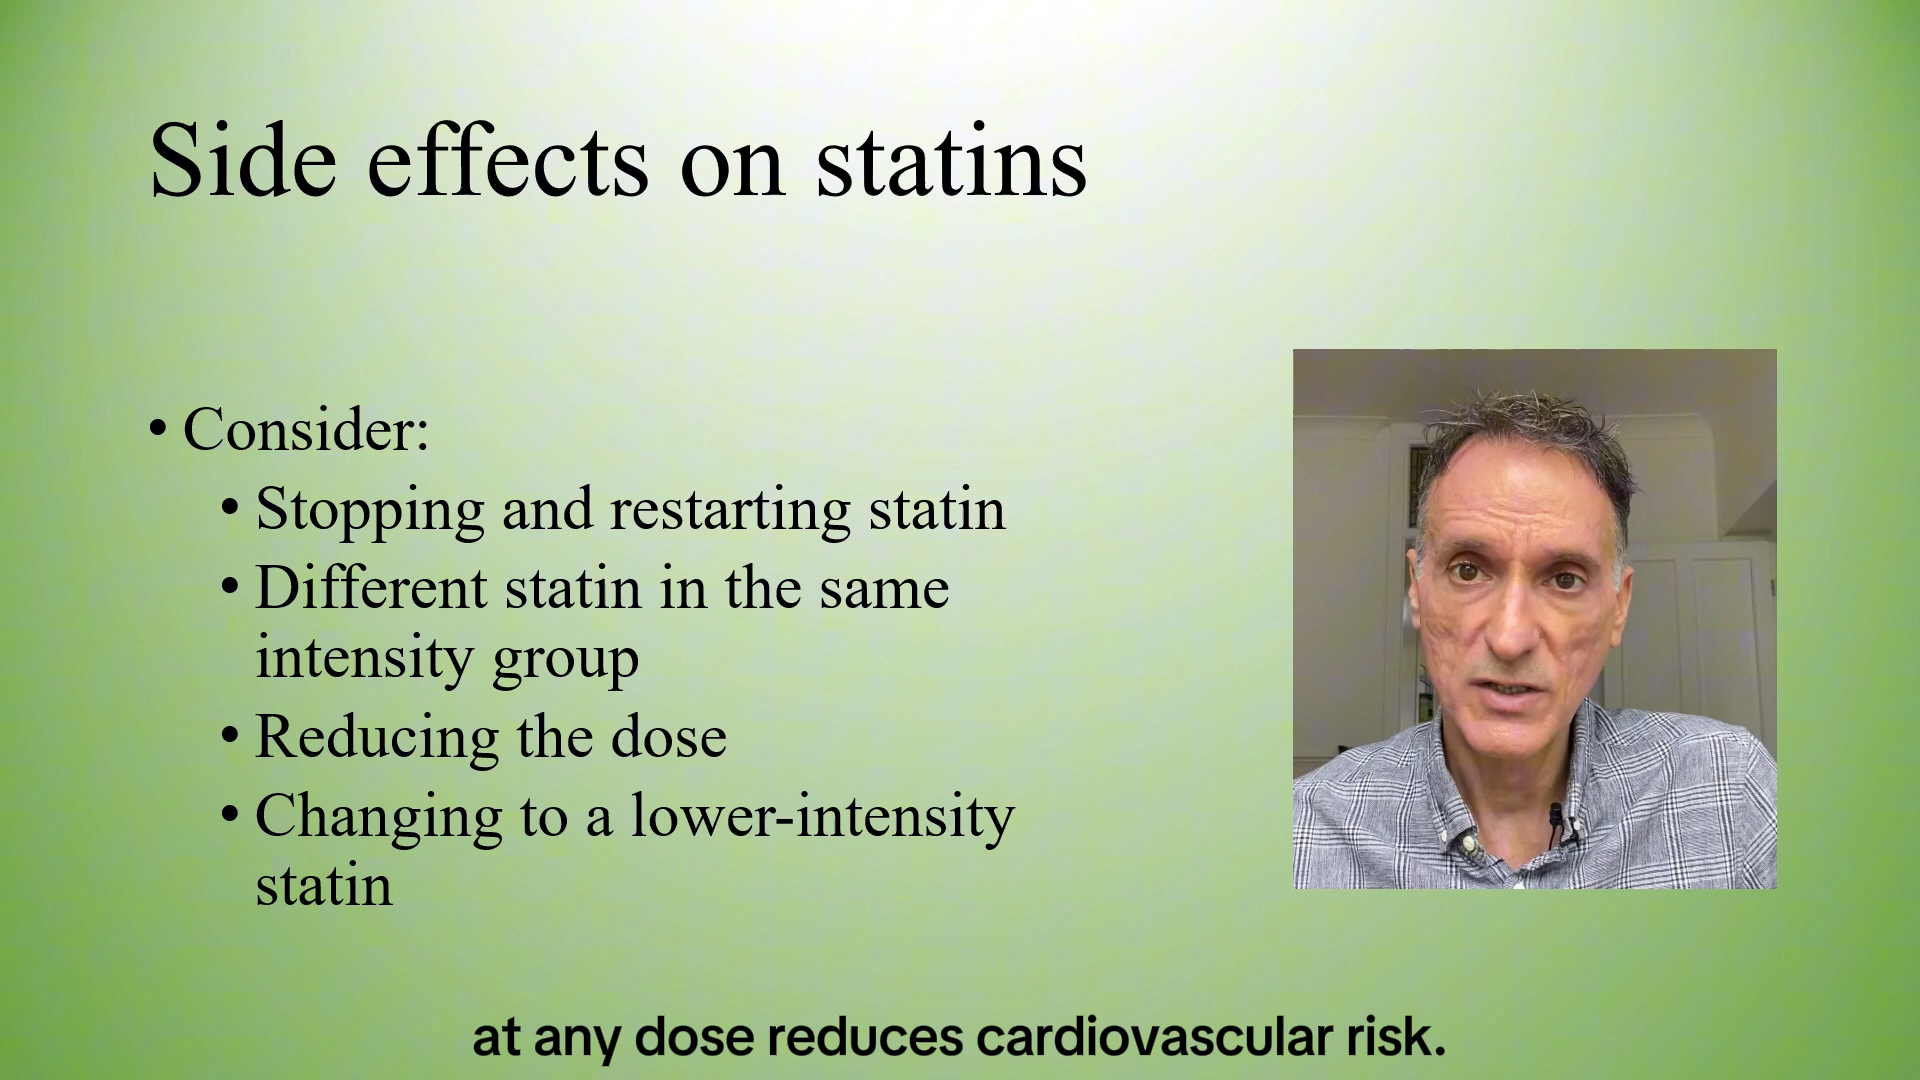 Side effects on statins
• Consider:
• Stopping and restarting statin
• Different statin in the same
intensity group
• Reducing the dose
• Changing to a lower-intensity
statin
at any dose reduces cardiovascular risk.